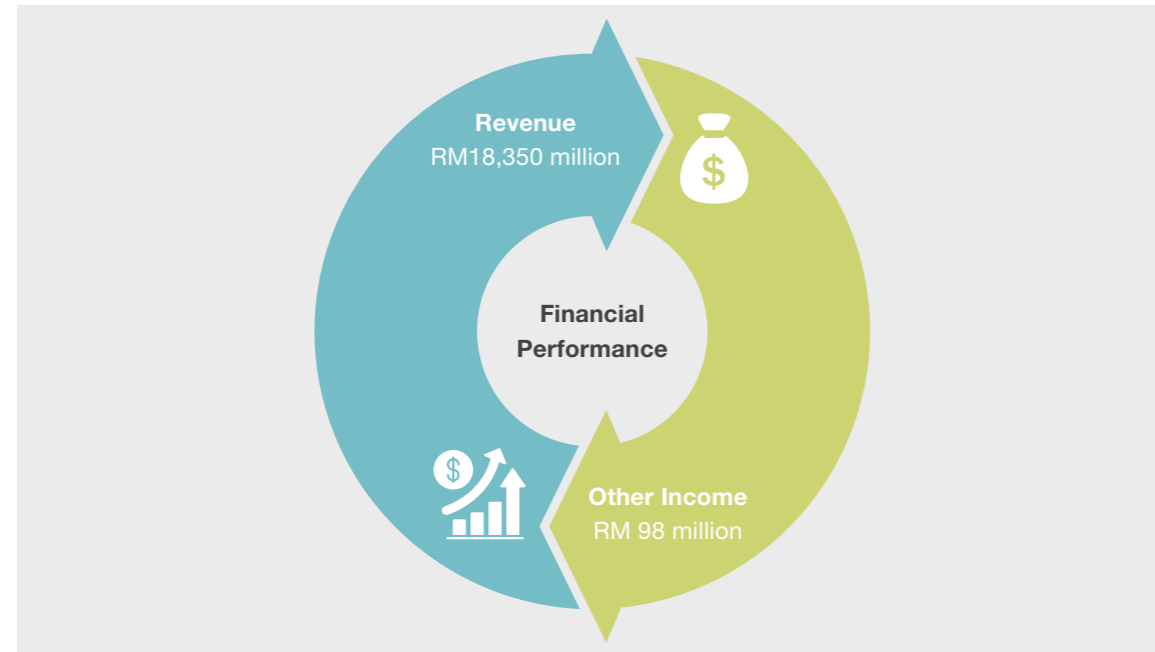 Revenue
RM18,350 million
$
Financial
Performance
$
Other Income
RM 98 million